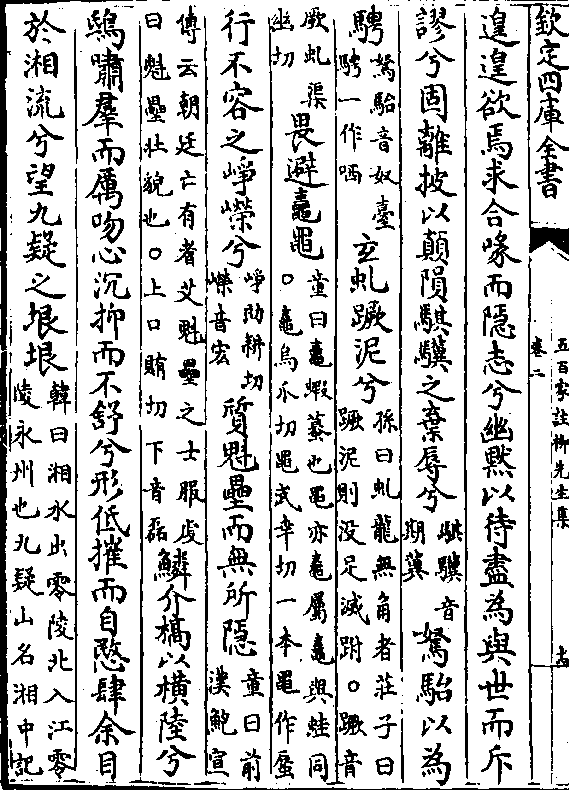 欽定四庫全書
五百家註柳先生集
卷二
遑遑欲焉求合喙而隱志兮幽默以待盡為與世而斥
謬兮固離披以顛隕騏驥之棄辱兮騏驥音期冀駑駘以為
騁駑駘音奴臺騁一作哂玄虬蹶泥兮孫曰虬龍無角者莊子曰蹶泥則没足滅跗。蹶音
厥虬渠幽切畏避鼃黽童曰鼃蝦蟇也黽亦鼃屬鼃與蛙同。鼃烏爪切黽武幸切一本黽作
行不容之崢嶸兮崢助耕切嶸音宏質魁壘而無所隱童曰前漢鮑宣
傅云朝廷亡有耆艾魁壘之士服虔曰魁壘壯貌也。上口賄切下音磊鱗介槁以橫陸兮
鴟嘯羣而厲吻心沉抑而不舒兮形低摧而自愍肆余目
於湘流兮望九疑之垠垠韓曰湘水出零陵北入江零陵永州也九疑山名湘中記